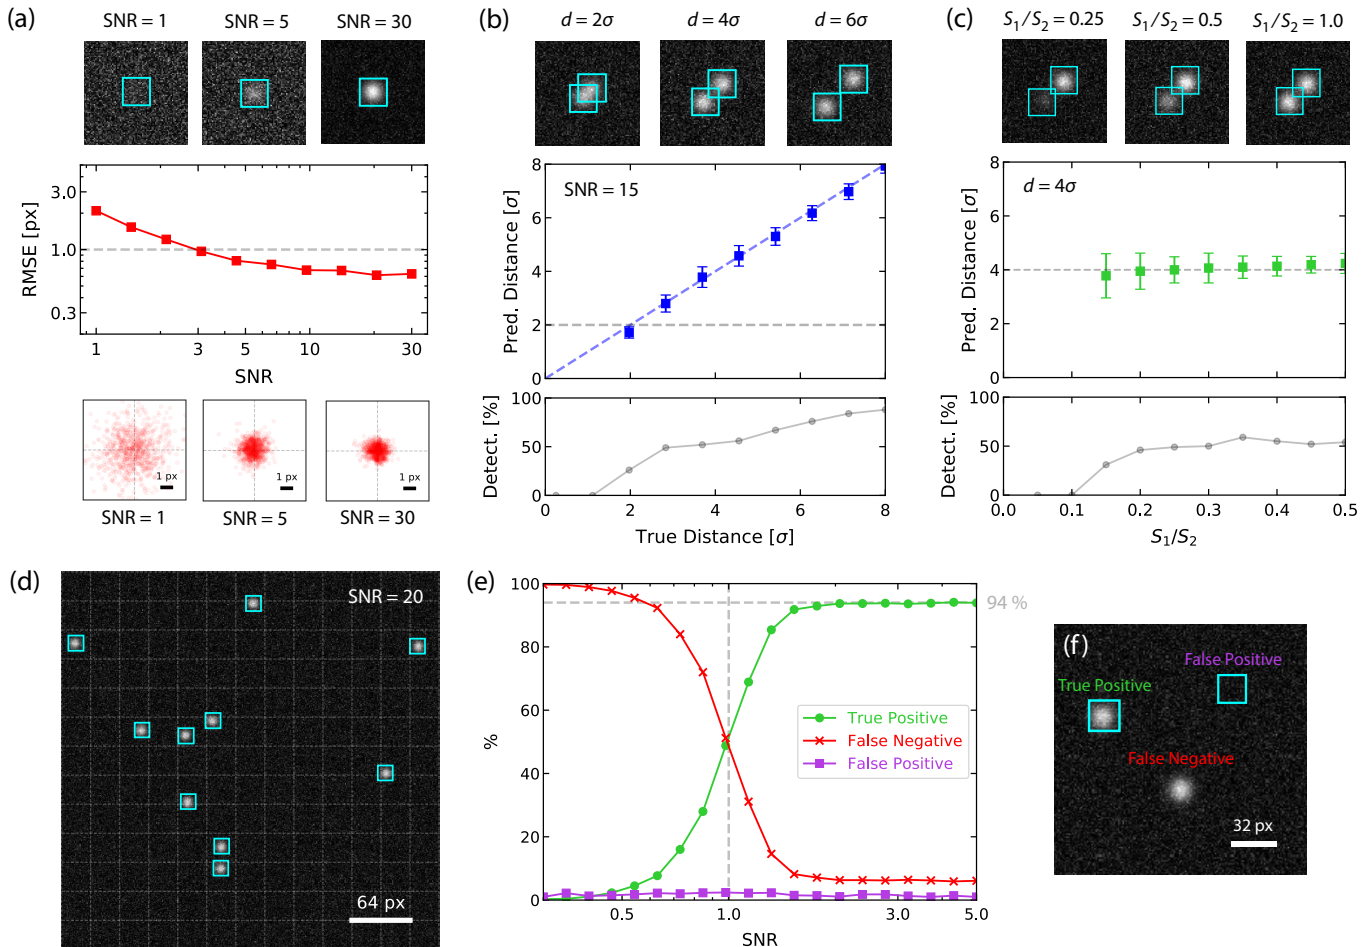 (a)
SNR = 1
SNR = 5
SNR = 30
3.0
1.0
0.3
RMSE [px]
1
3
5
10
30
SNR
1 px
1 px
1 px
SNR = 1
SNR = 5
SNR = 30
(b)
d = 2σ
d = 4σ
d = 6σ
SNR = 15
8
6
4
2
0
Pred. Distance [σ]
100
50
0
Detect. [%]
0
2
4
6
8
True Distance [σ]
(c)
S₁/S₂ = 0.25
S₁/S₂ = 0.5
S₁/S₂ = 1.0
d = 4σ
8
6
4
2
0
Pred. Distance [σ]
100
50
0
Detect. [%]
0.0
0.1
0.2
0.3
0.4
0.5
S₁/S₂
(d)
SNR = 20
64 px
(e)
100
80
60
40
20
0
%
94 %
True Positive
False Negative
False Positive
0.5
1.0
3.0
5.0
SNR
(f)
False Positive
True Positive
False Negative
32 px